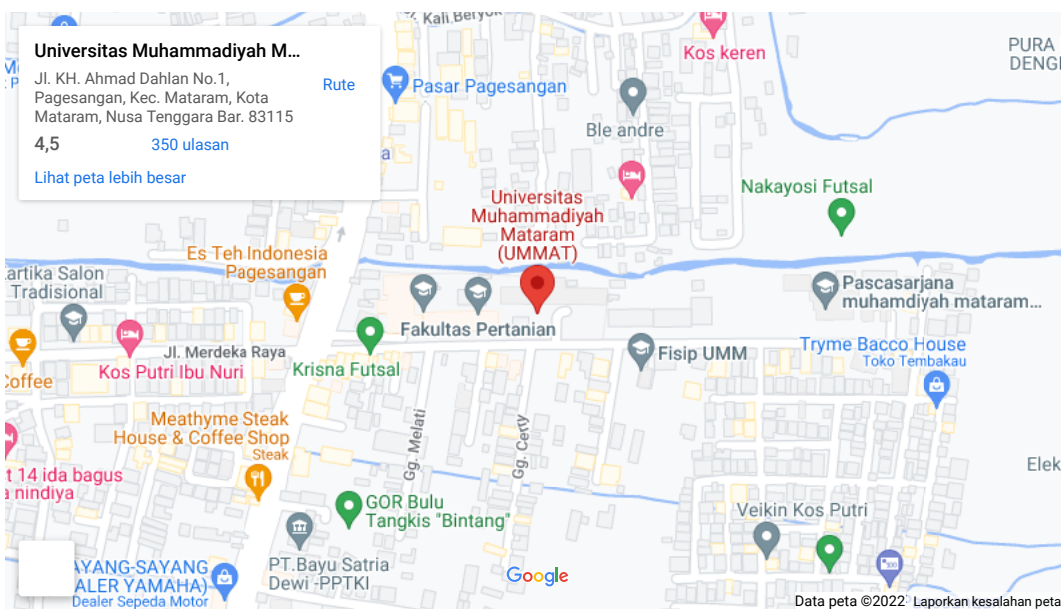 Universitas Muhammadiyah M...
Jl. KH. Ahmad Dahlan No.1,
Pagesangan, Kec. Mataram, Kota
Mataram, Nusa Tenggara Bar. 83115
Rute
4,5
350 ulasan
Lihat peta lebih besar
Kos keren
PURA
DENG
Pasar Pagesangan
Ble andre
Nakayosi Futsal
Universitas
Muhammadiyah
Mataram
(UMMAT)
Es Teh Indonesia
Pagesangan
artika Salon
Tradisional
Pascasarjana
muhamdiyah mataram...
Fakultas Pertanian
Jl. Merdeka Raya
Kos Putri Ibu Nuri
Krisna Futsal
Fisip UMM
Tryme Bacco House
Toko Tembakau
Coffee
Meathyme Steak
House & Coffee Shop
Steak
Gg. Melati
Gg. Cerry
t 14 ida bagus
a nindiya
Elek
GOR Bulu
Tangkis "Bintang"
Veikin Kos Putri
PT.Bayu Satria
Dewi -PPTKI
AYANG-SAYANG
ALER YAMAHA)
Dealer Sepeda Motor
Google
Data peta ©2022 Laporkan kesalahan peta